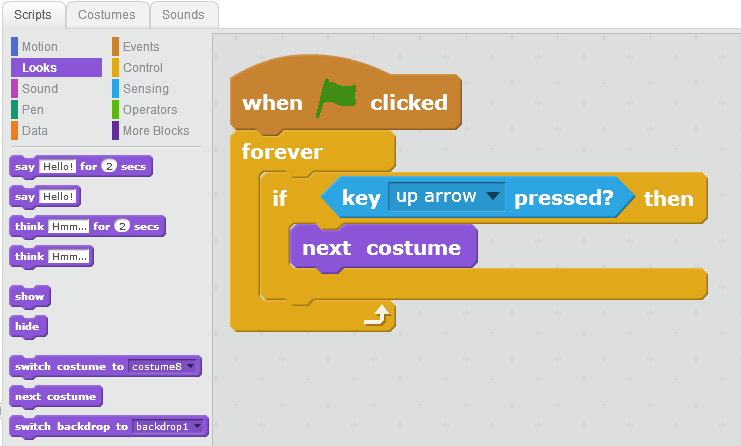 Scripts Costumes Sounds
Motion Events
Looks Control
Sound Sensing
Pen Operators
Data More Blocks
say Hello! for 2 secs
say Hello!
think Hmm... for 2 secs
think Hmm...
show
hide
switch costume to costume8
next costume
switch backdrop to backdrop1
when clicked
forever
if key up arrow pressed? then
next costume